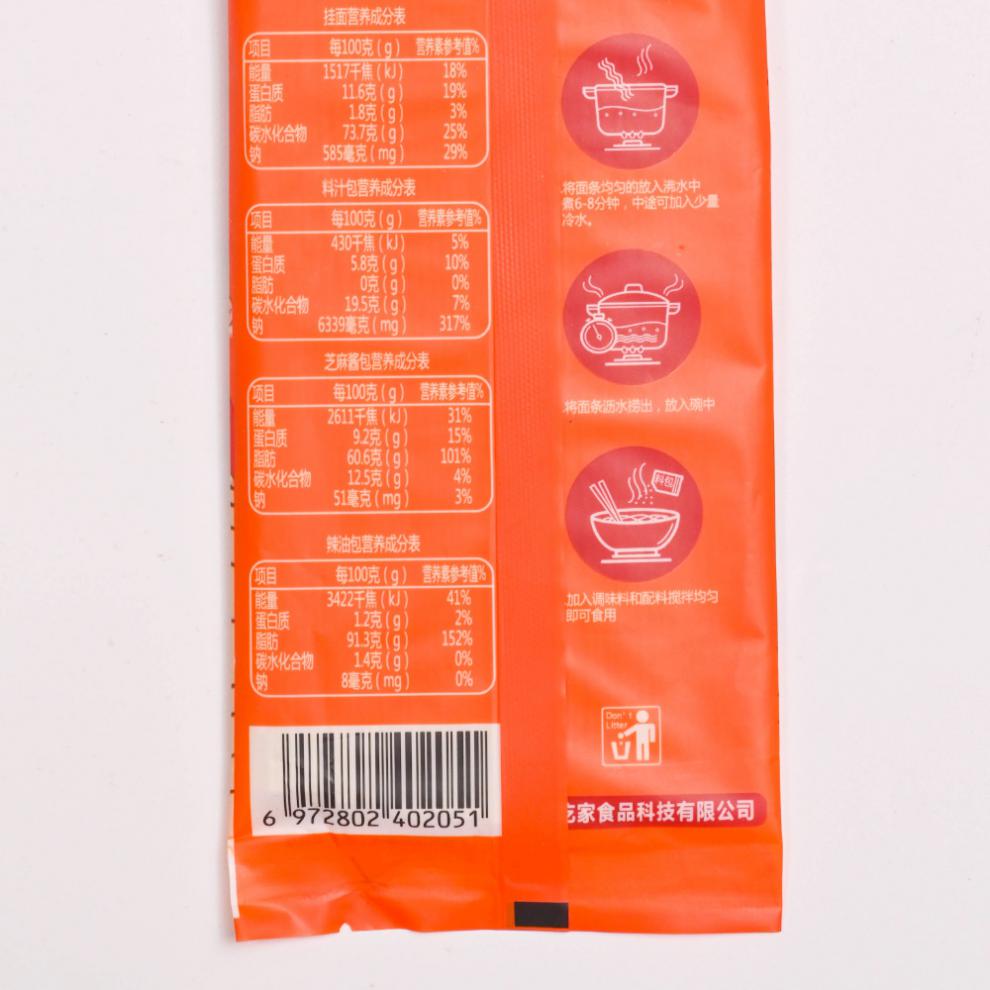 挂面营养成分表
项目 每100克(g) 营养素参考值%
能量 1517千焦(kJ) 18%
蛋白质 11.6克(g) 19%
脂肪 1.8克(g) 3%
碳水化合物 73.7克(g) 25%
钠 585毫克(mg) 29%
料汁包营养成分表
项目 每100克(g) 营养素参考值%
能量 430千焦(kJ) 5%
蛋白质 5.8克(g) 10%
脂肪 0克(g) 0%
碳水化合物 19.5克(g) 7%
钠 6339毫克(mg) 317%
芝麻酱包营养成分表
项目 每100克(g) 营养素参考值%
能量 2611千焦(kJ) 31%
蛋白质 9.2克(g) 15%
脂肪 60.6克(g) 101%
碳水化合物 12.5克(g) 4%
钠 51毫克(mg) 3%
辣油包营养成分表
项目 每100克(g) 营养素参考值%
能量 3422千焦(kJ) 41%
蛋白质 1.2克(g) 2%
脂肪 91.3克(g) 152%
碳水化合物 1.4克(g) 0%
钠 8毫克(mg) 0%
6 972802 402051
.将面条均匀的放入沸水中
煮6-8分钟，中途可加入少量
冷水。
.将面条沥水捞出，放入碗中
料包
.加入调味料和配料搅拌均匀
即可食用
Don't
Litter
家食品科技有限公司